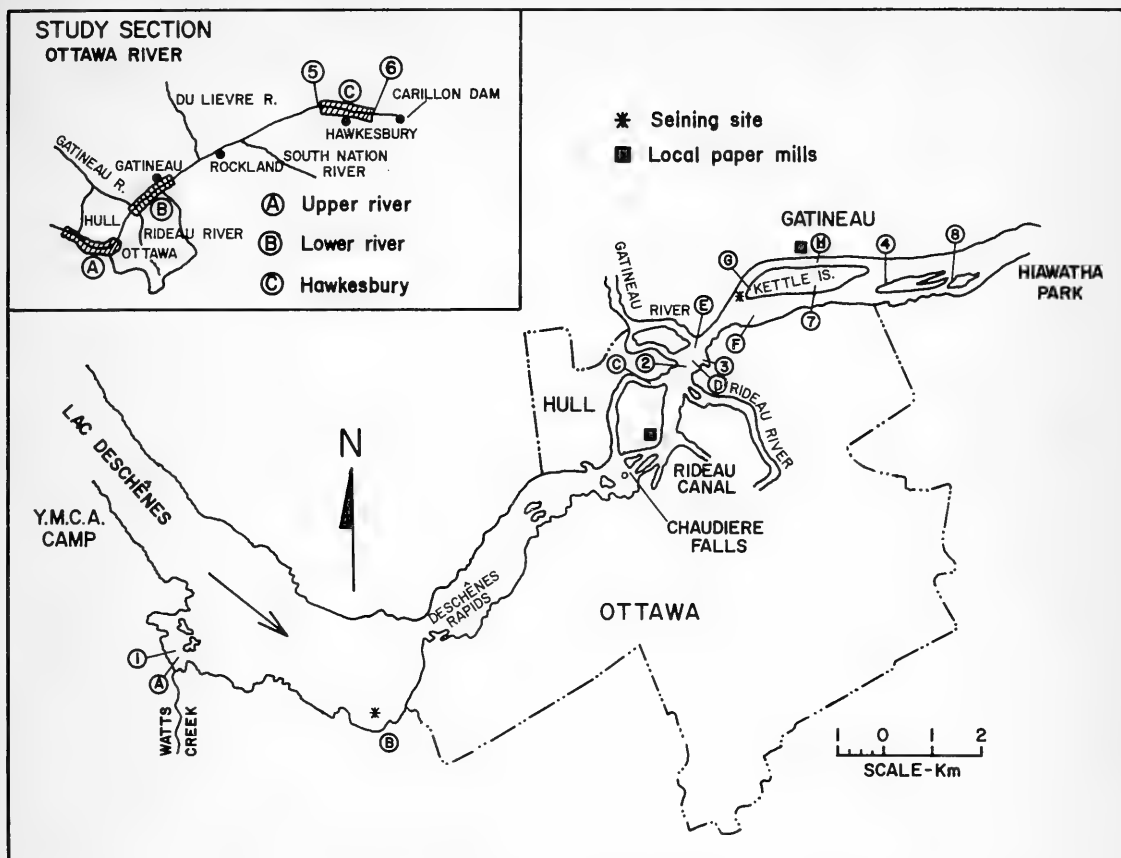 STUDY SECTION
OTTAWA RIVER
5
6
C
CARILLON DAM
DU LIEVRE R.
HAWKESBURY
GATINEAU R.
GATINEAU
ROCKLAND
SOUTH NATION
RIVER
B
HULL
RIDEAU RIVER
OTTAWA
A
A Upper river
B Lower river
C Hawkesbury
Seining site
Local paper mills
GATINEAU
H
4
8
G
KETTLE IS.
HIAWATHA
PARK
GATINEAU
RIVER
E
7
F
C
2
3
D
RIDEAU RIVER
HULL
RIDEAU
CANAL
CHAUDIERE
FALLS
LAC DESCHÊNES
N
Y.M.C.A.
CAMP
DESCHÊNES
RAPIDS
OTTAWA
1
A
WATTS
CREEK
B
1 0 1 2
SCALE-Km